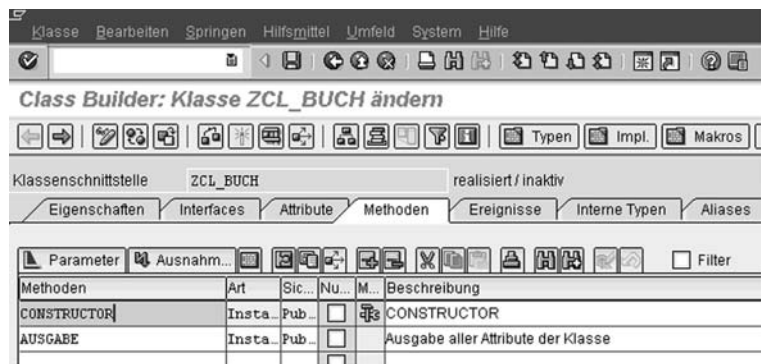 Klasse Bearbeiten Springen Hilfsmittel Umfeld System Hilfe
Class Builder: Klasse ZCL_BUCH ändern
Typen Impl. Makros
Klassenschnittstelle ZCL_BUCH realisiert / inaktiv
Eigenschaften Interfaces Attribute Methoden Ereignisse Interne Typen Aliases
Parameter Ausnahm... Filter
Methoden Art Sic... Nu... M... Beschreibung
CONSTRUCTOR Insta... Pub... CONSTRUCTOR
AUSGABE Insta... Pub... Ausgabe aller Attribute der Klasse